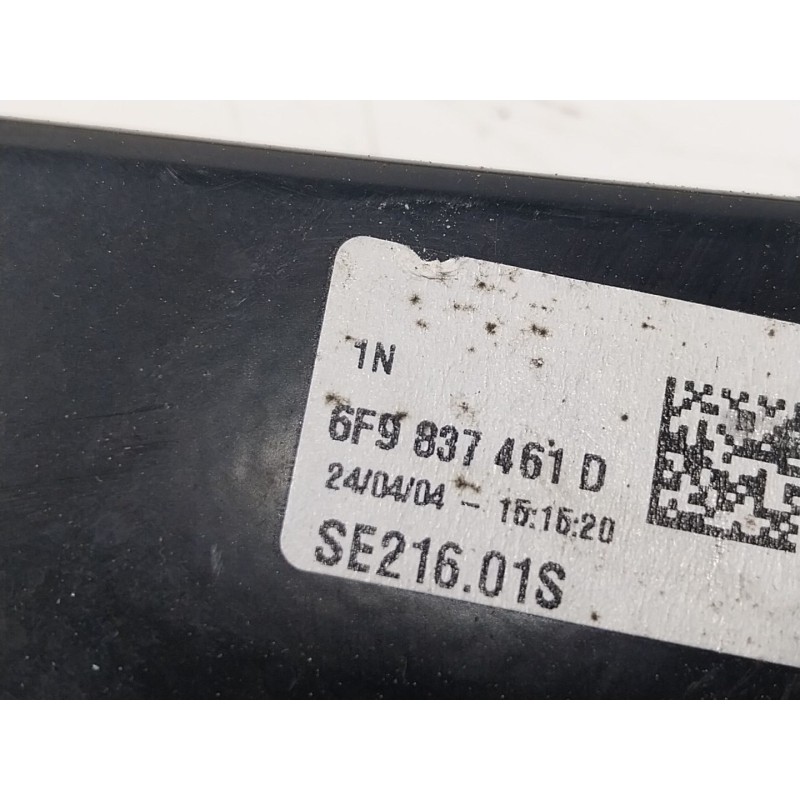 1N
6F9 837 461 D
24/04/04 - 15:15:20
SE216.01S